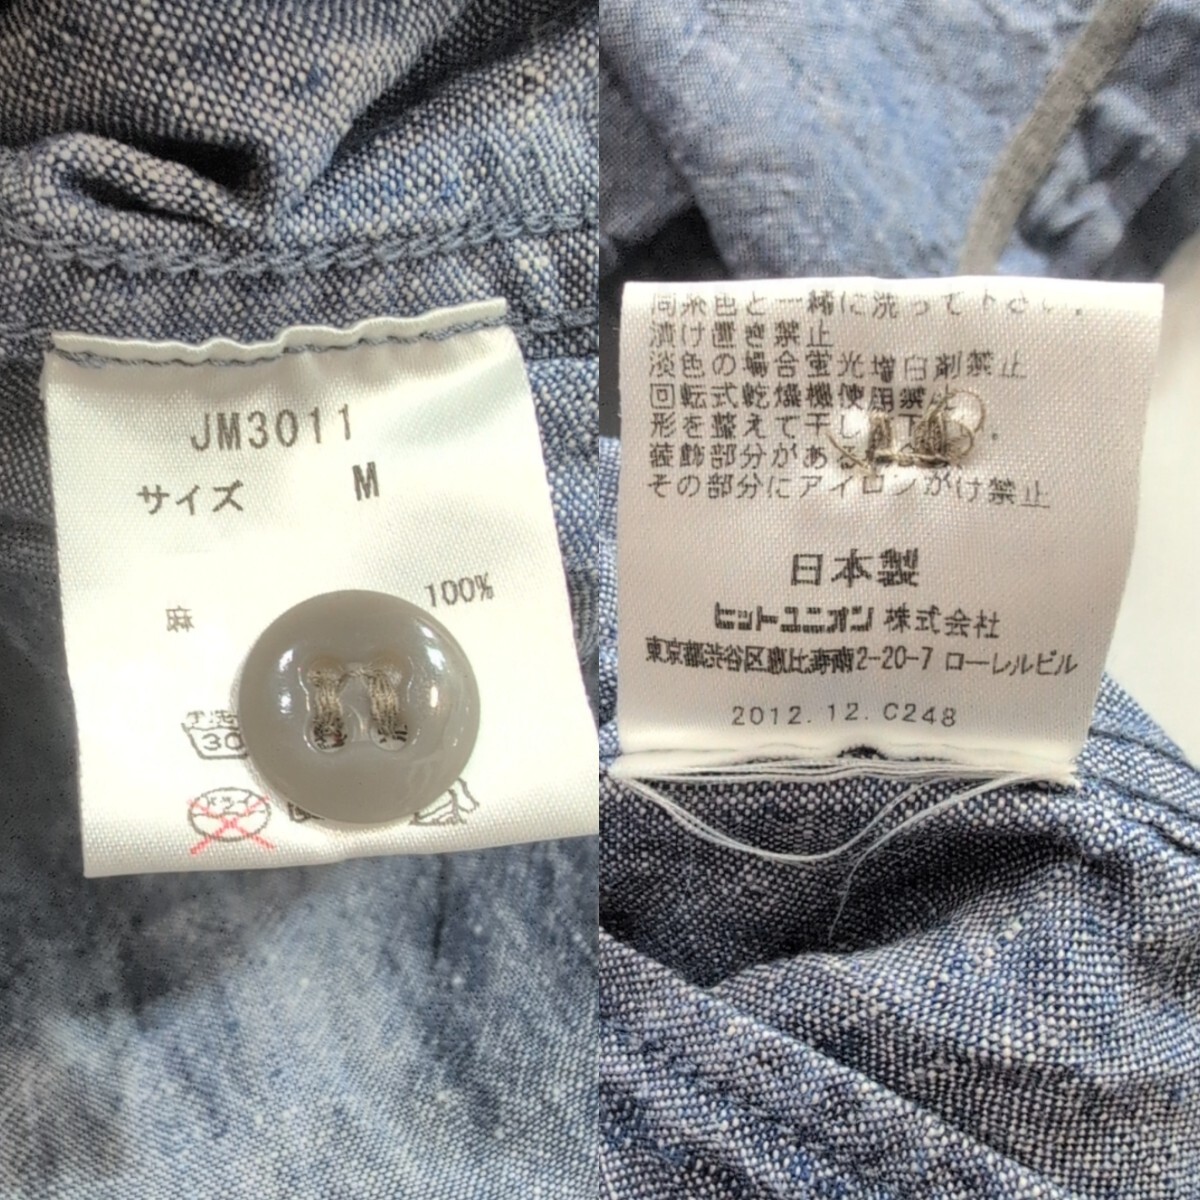 JM3011
サイズ M
麻 100%
手洗
30
ドライ
同系色と一緒に洗って下さい.
漬け置き禁止
淡色の場合蛍光増白剤禁止
回転式乾燥機使用禁止
形を整えて干し下.
装飾部分がある
その部分にアイロンがけ禁止
日本製
ヒットユニオン株式会社
東京都渋谷区恵比寿南2-20-7 ローレルビル
2012.12.C248